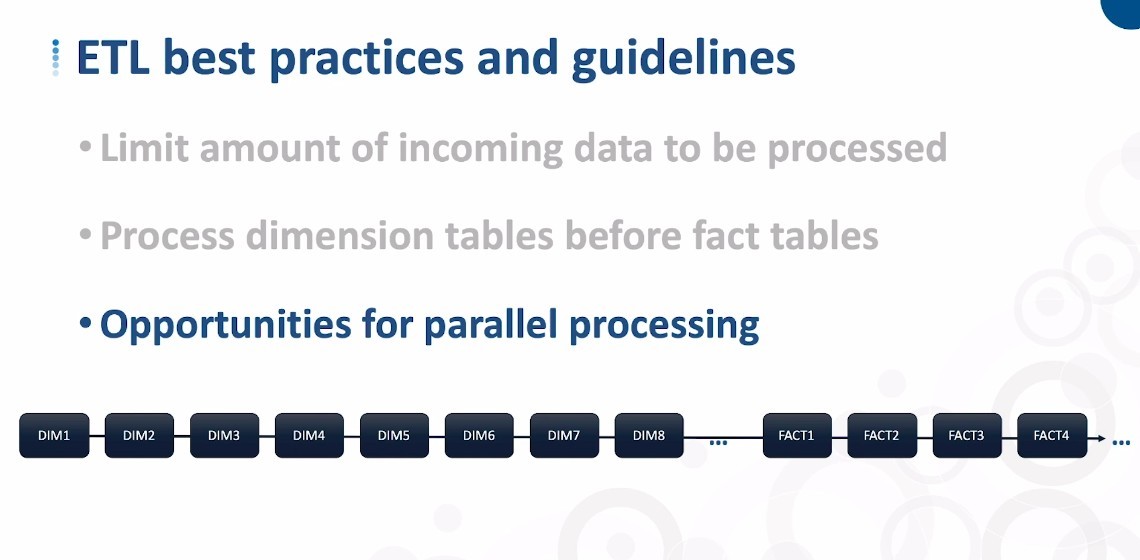 ETL best practices and guidelines
• Limit amount of incoming data to be processed
• Process dimension tables before fact tables
• Opportunities for parallel processing
DIM1 DIM2 DIM3 DIM4 DIM5 DIM6 DIM7 DIM8 ... FACT1 FACT2 FACT3 FACT4 ...